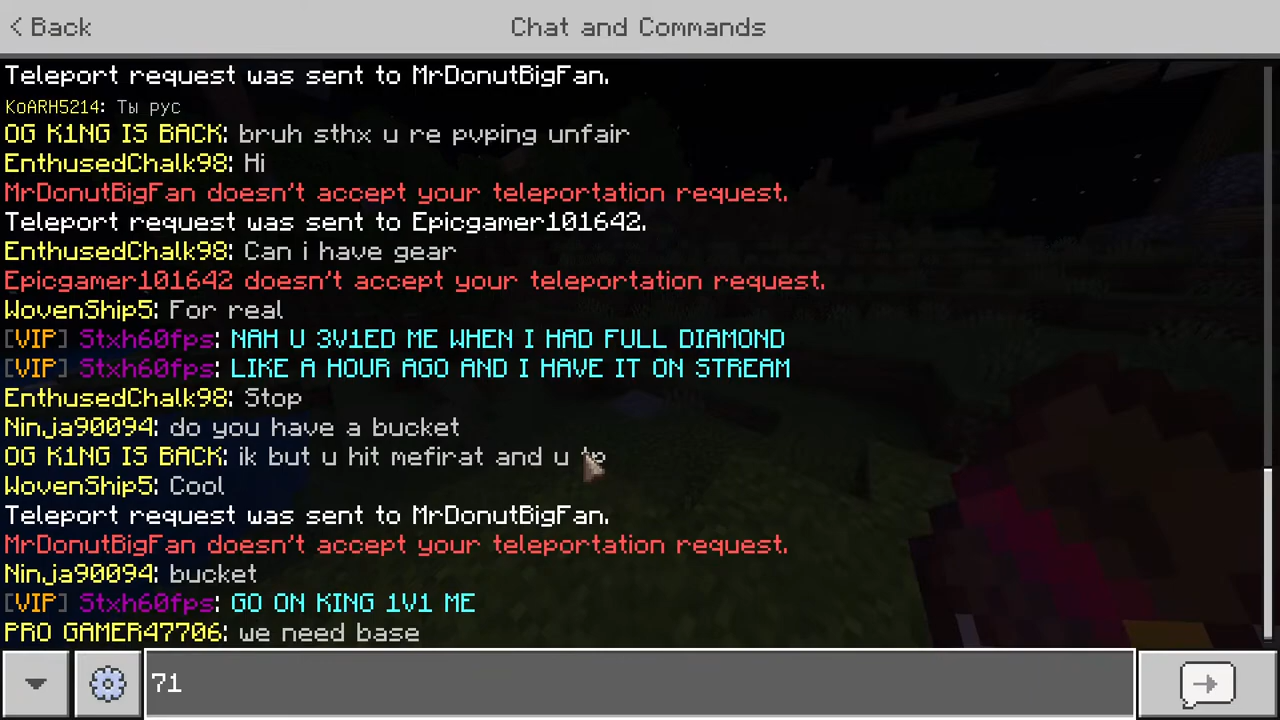 < Back
Chat and Commands
Teleport request was sent to MrDonutBigFan.
KoARH5214: Ты рус
OG K1NG IS BACK: bruh sthx u re pvping unfair
EnthusedChalk98: Hi
MrDonutBigFan doesn't accept your teleportation request.
Teleport request was sent to Epicgamer101642.
EnthusedChalk98: Can i have gear
Epicgamer101642 doesn't accept your teleportation request.
WovenShip5: For real
[VIP] Stxh60fps: NAH U 3V1ED ME WHEN I HAD FULL DIAMOND
[VIP] Stxh60fps: LIKE A HOUR AGO AND I HAVE IT ON STREAM
EnthusedChalk98: Stop
Ninja90094: do you have a bucket
OG K1NG IS BACK: ik but u hit mefirat and u tp
WovenShip5: Cool
Teleport request was sent to MrDonutBigFan.
MrDonutBigFan doesn't accept your teleportation request.
Ninja90094: bucket
[VIP] Stxh60fps: GO ON KING 1V1 ME
PRO GAMER47706: we need base
71